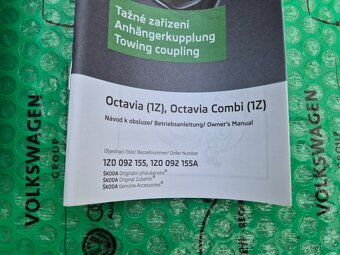 Tažné zařízení
Anhängerkupplung
Towing coupling
Octavia (1Z), Octavia Combi (1Z)
Návod k obsluze/ Betriebsanleitung/ Owner's Manual
Objednací číslo/ Bestellnummer/ Order Number
1Z0 092 155, 1Z0 092 155A
ŠKODA Originální příslušenství®
ŠKODA Original Zubehör®
ŠKODA Genuine Accessories®
VOLKSWAGEN
GROUP
VOLKSWAGEN